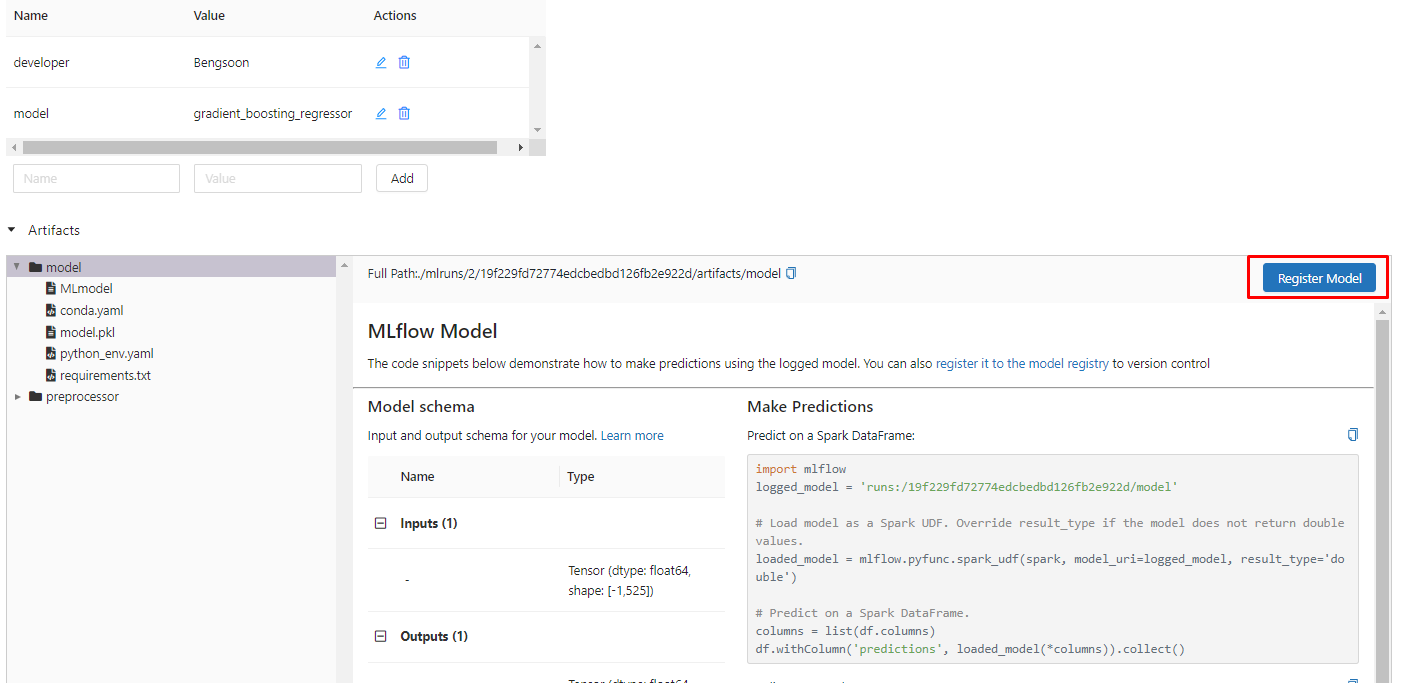 Name Value Actions
developer Bengsoon
model gradient_boosting_regressor
Name Value Add
Artifacts
model
MLmodel
conda.yaml
model.pkl
python_env.yaml
requirements.txt
preprocessor
Full Path:./mlruns/2/19f229fd72774edcbedbd126fb2e922d/artifacts/model
Register Model
MLflow Model
The code snippets below demonstrate how to make predictions using the logged model. You can also register it to the model registry to version control
Model schema
Input and output schema for your model. Learn more
Name Type
Inputs (1)
- Tensor (dtype: float64,
shape: [-1,525])
Outputs (1)
Make Predictions
Predict on a Spark DataFrame:
import mlflow
logged_model = 'runs:/19f229fd72774edcbedbd126fb2e922d/model'
# Load model as a Spark UDF. Override result_type if the model does not return double
values.
loaded_model = mlflow.pyfunc.spark_udf(spark, model_uri=logged_model, result_type='do
uble')
# Predict on a Spark DataFrame.
columns = list(df.columns)
df.withColumn('predictions', loaded_model(*columns)).collect()